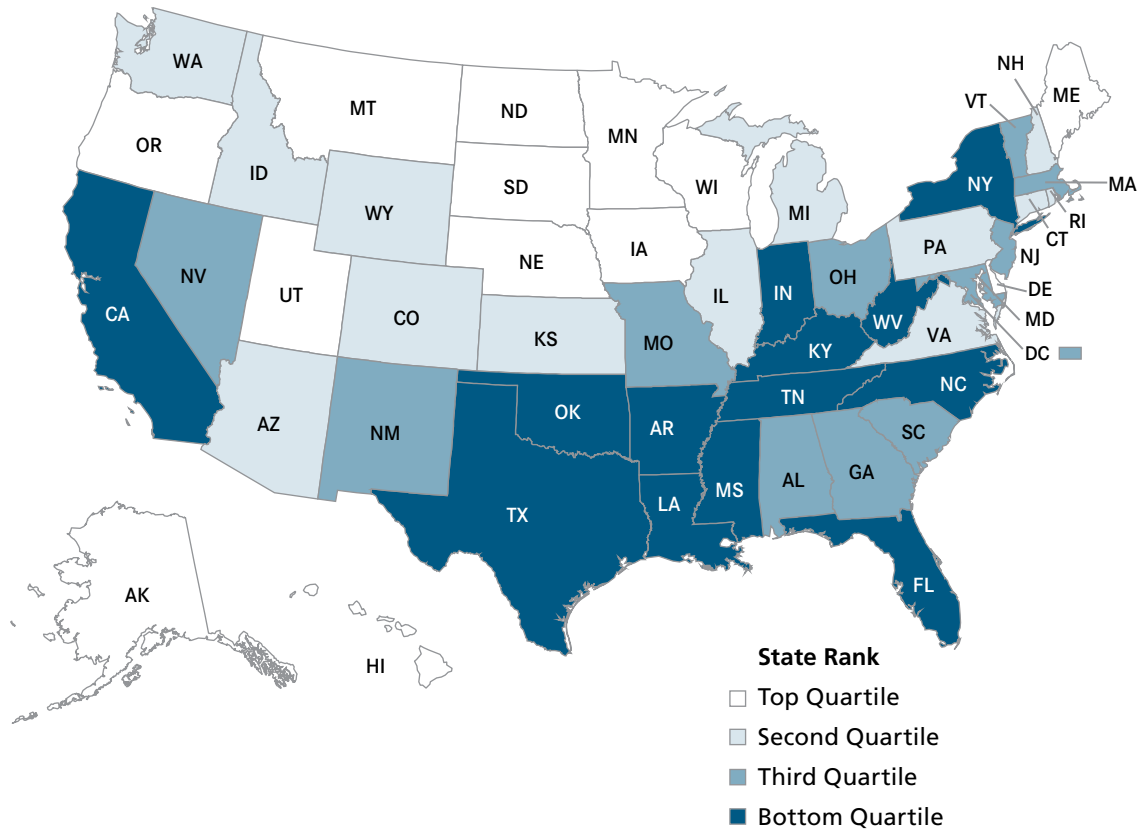 NH
WA
ME
VT
MT
ND
MN
OR
NY
MA
ID
SD
WI
WY
MI
RI
CT
PA
IA
NE
NJ
NV
OH
UT
IL
IN
DE
CA
CO
WV
MD
KS
VA
MO
KY
DC
NC
TN
OK
AZ
AR
NM
SC
GA
AL
MS
LA
TX
FL
AK
HI
State Rank
Top Quartile
Second Quartile
Third Quartile
Bottom Quartile